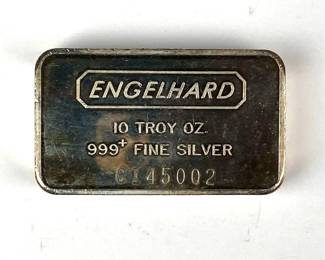 ENGELHARD
10 TROY OZ.
999+ FINE SILVER
C145002